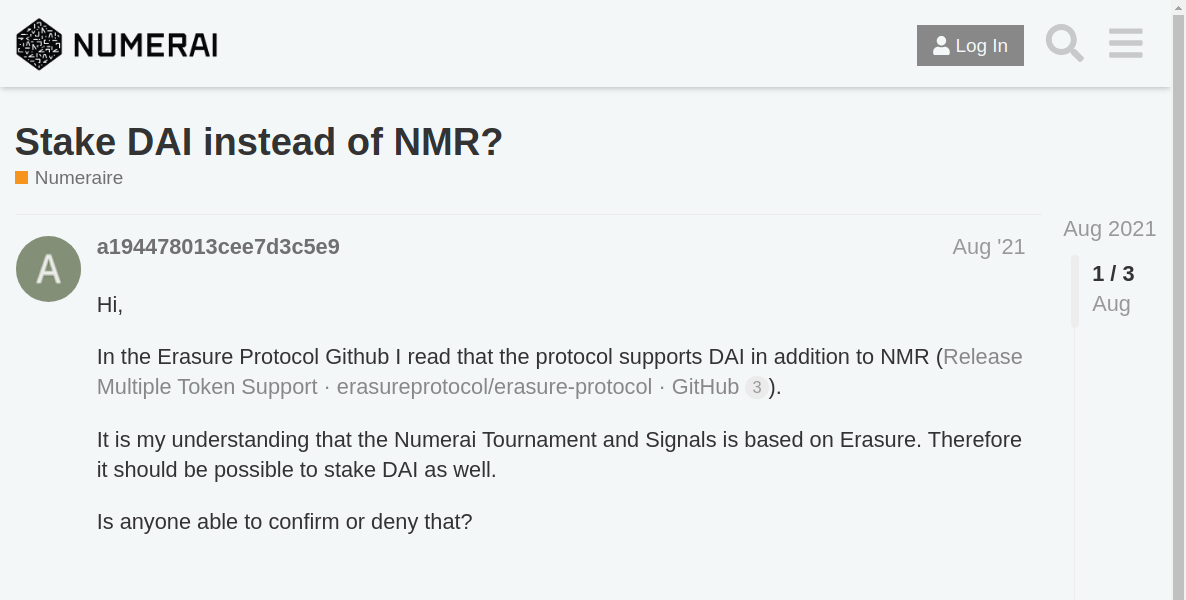 NUMERAI
Log In
Stake DAI instead of NMR?
Numeraire
Aug 2021
A
a194478013cee7d3c5e9
Aug '21
1 / 3
Aug
Hi,
In the Erasure Protocol Github I read that the protocol supports DAI in addition to NMR (Release
Multiple Token Support · erasureprotocol/erasure-protocol · GitHub 3).
It is my understanding that the Numerai Tournament and Signals is based on Erasure. Therefore
it should be possible to stake DAI as well.
Is anyone able to confirm or deny that?